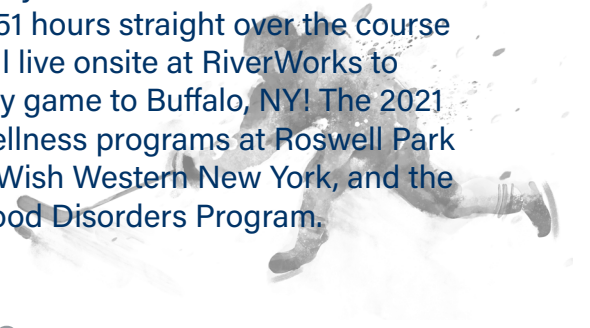 51 hours straight over the course
l live onsite at RiverWorks to
y game to Buffalo, NY! The 2021
ellness programs at Roswell Park
Wish Western New York, and the
ood Disorders Program.